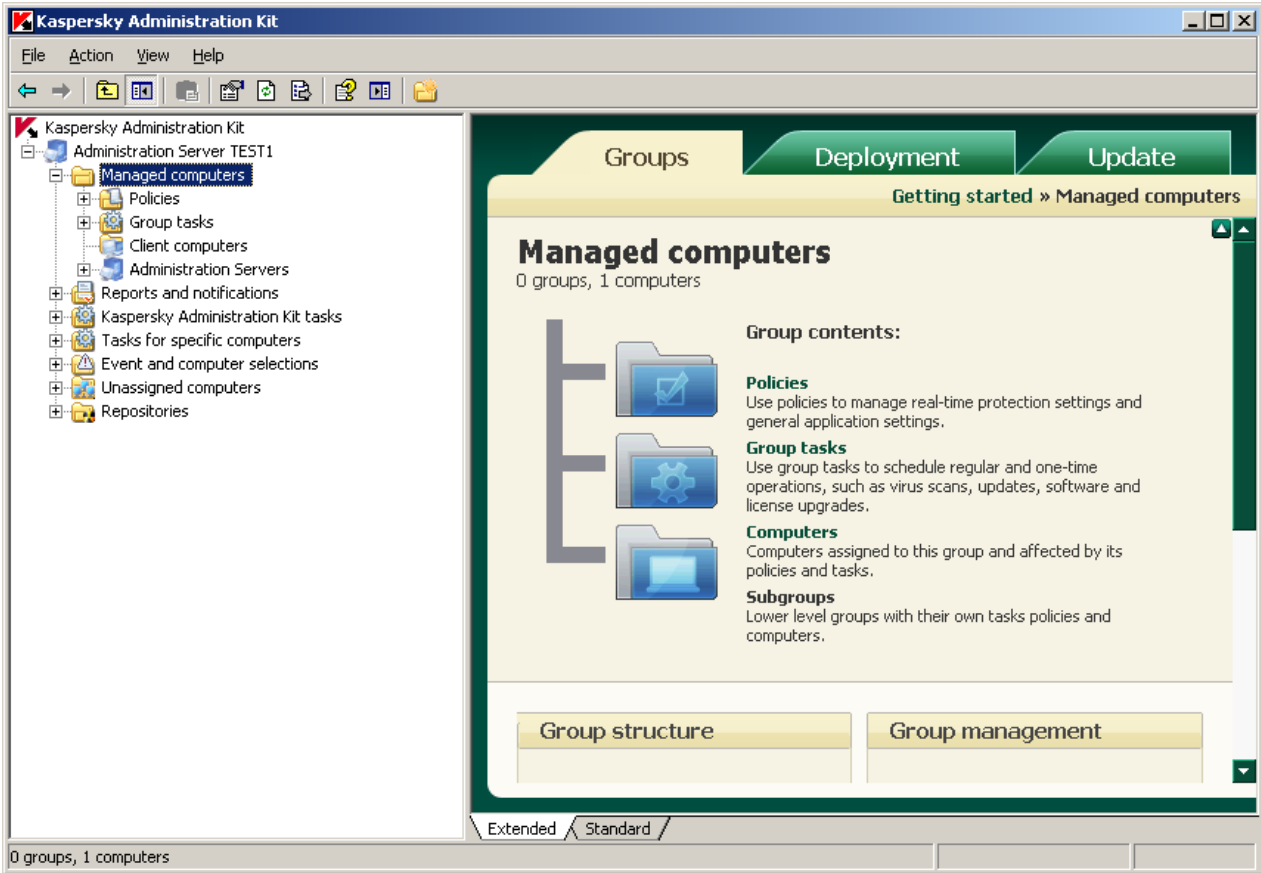 Kaspersky Administration Kit
File Action View Help
Kaspersky Administration Kit
Administration Server TEST1
Managed computers
Policies
Group tasks
Client computers
Administration Servers
Reports and notifications
Kaspersky Administration Kit tasks
Tasks for specific computers
Event and computer selections
Unassigned computers
Repositories
Groups Deployment Update
Getting started » Managed computers
Managed computers
0 groups, 1 computers
Group contents:
Policies
Use policies to manage real-time protection settings and
general application settings.
Group tasks
Use group tasks to schedule regular and one-time
operations, such as virus scans, updates, software and
license upgrades.
Computers
Computers assigned to this group and affected by its
policies and tasks.
Subgroups
Lower level groups with their own tasks policies and
computers.
Group structure
Group management
Extended Standard
0 groups, 1 computers